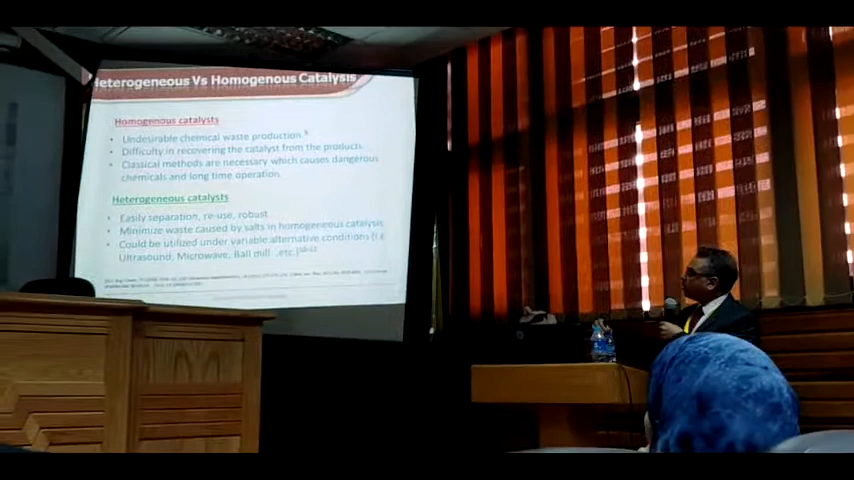 Heterogeneous Vs Homogenous Catalysis
Homogenous catalysts
• Undesirable chemical waste production
• Difficulty in recovering the catalyst from the products.
• Classical methods are necessary which causes dangerous
chemicals and long time operation.
Heterogeneous catalysts
• Easily separation, re-use, robust
• Minimize waste caused by salts in homogeneous catalysis
• Could be utilized under variable alternative conditions (i.e
Ultrasound, Microwave, Ball mill ..etc.)